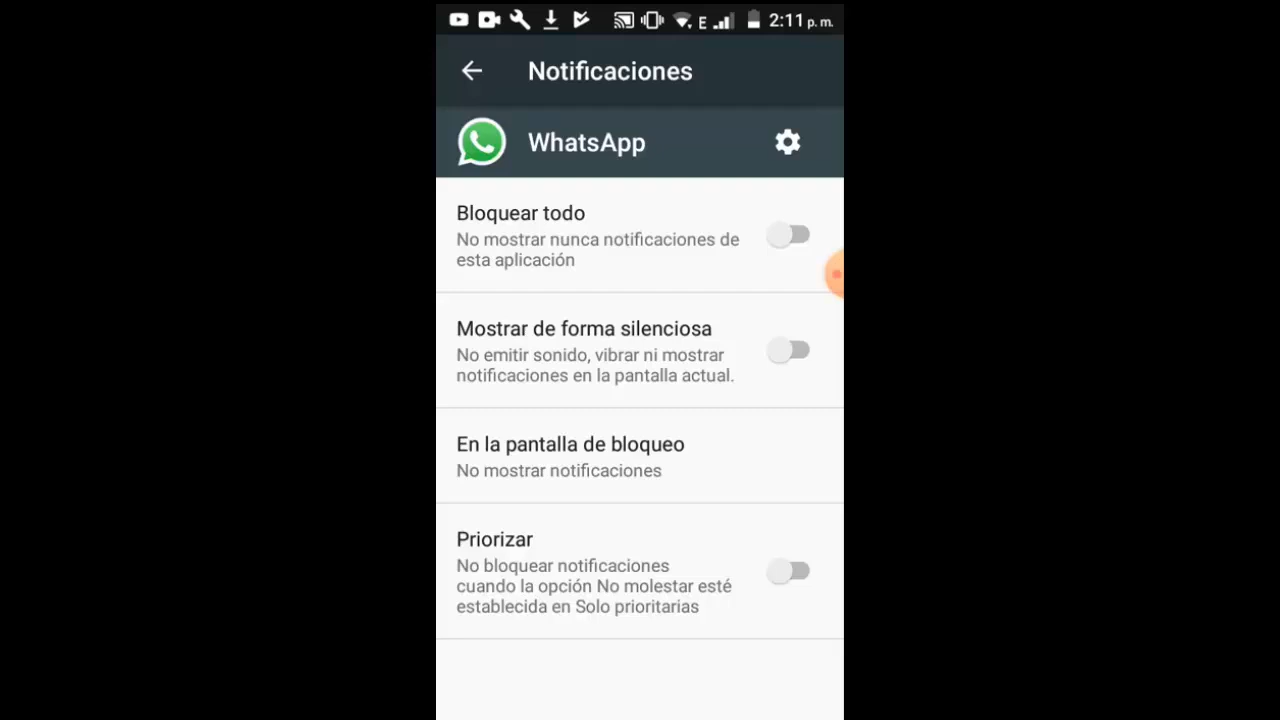 E 2:11 p. m.
Notificaciones
WhatsApp
Bloquear todo
No mostrar nunca notificaciones de
esta aplicación
Mostrar de forma silenciosa
No emitir sonido, vibrar ni mostrar
notificaciones en la pantalla actual.
En la pantalla de bloqueo
No mostrar notificaciones
Priorizar
No bloquear notificaciones
cuando la opción No molestar esté
establecida en Solo prioritarias